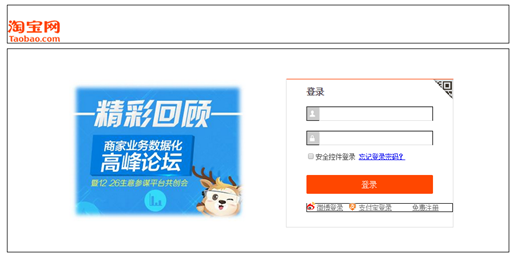 淘宝网
Taobao.com
精彩回顾
商家业务数据化
高峰论坛
暨12.26生意参谋平台共创会
登录
安全控件登录 忘记登录密码?
登录
微博登录 支付宝登录 免费注册